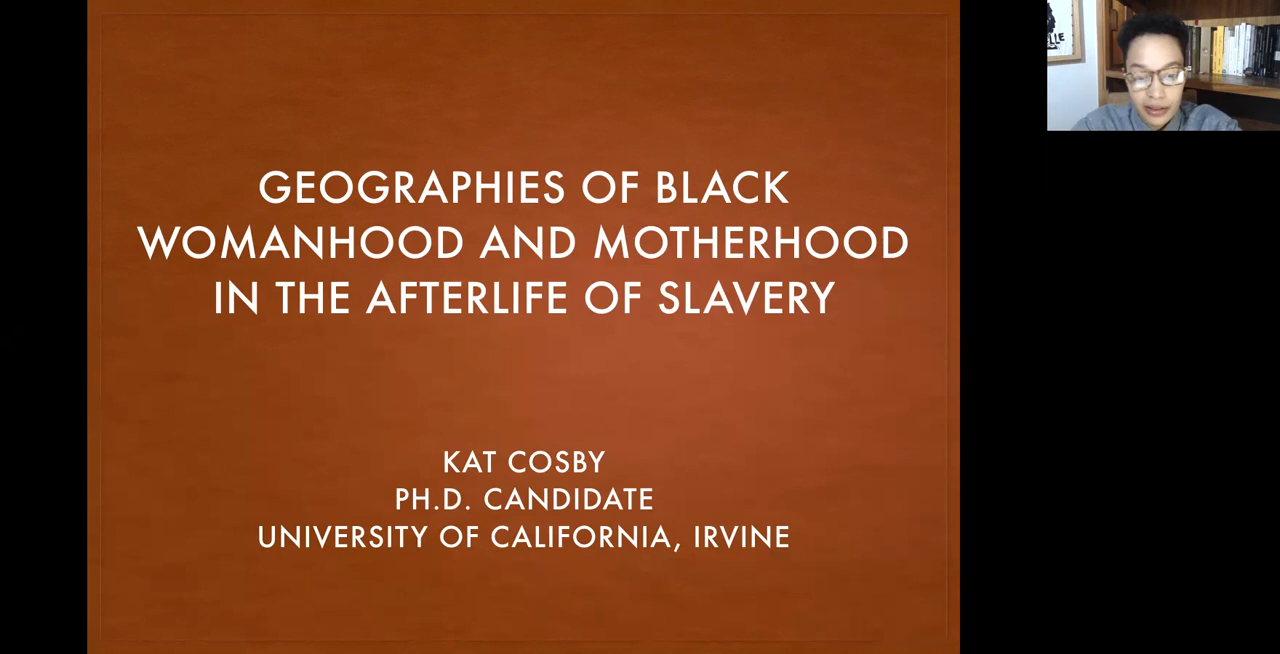 GEOGRAPHIES OF BLACK
WOMANHOOD AND MOTHERHOOD
IN THE AFTERLIFE OF SLAVERY
KAT COSBY
PH.D. CANDIDATE
UNIVERSITY OF CALIFORNIA, IRVINE